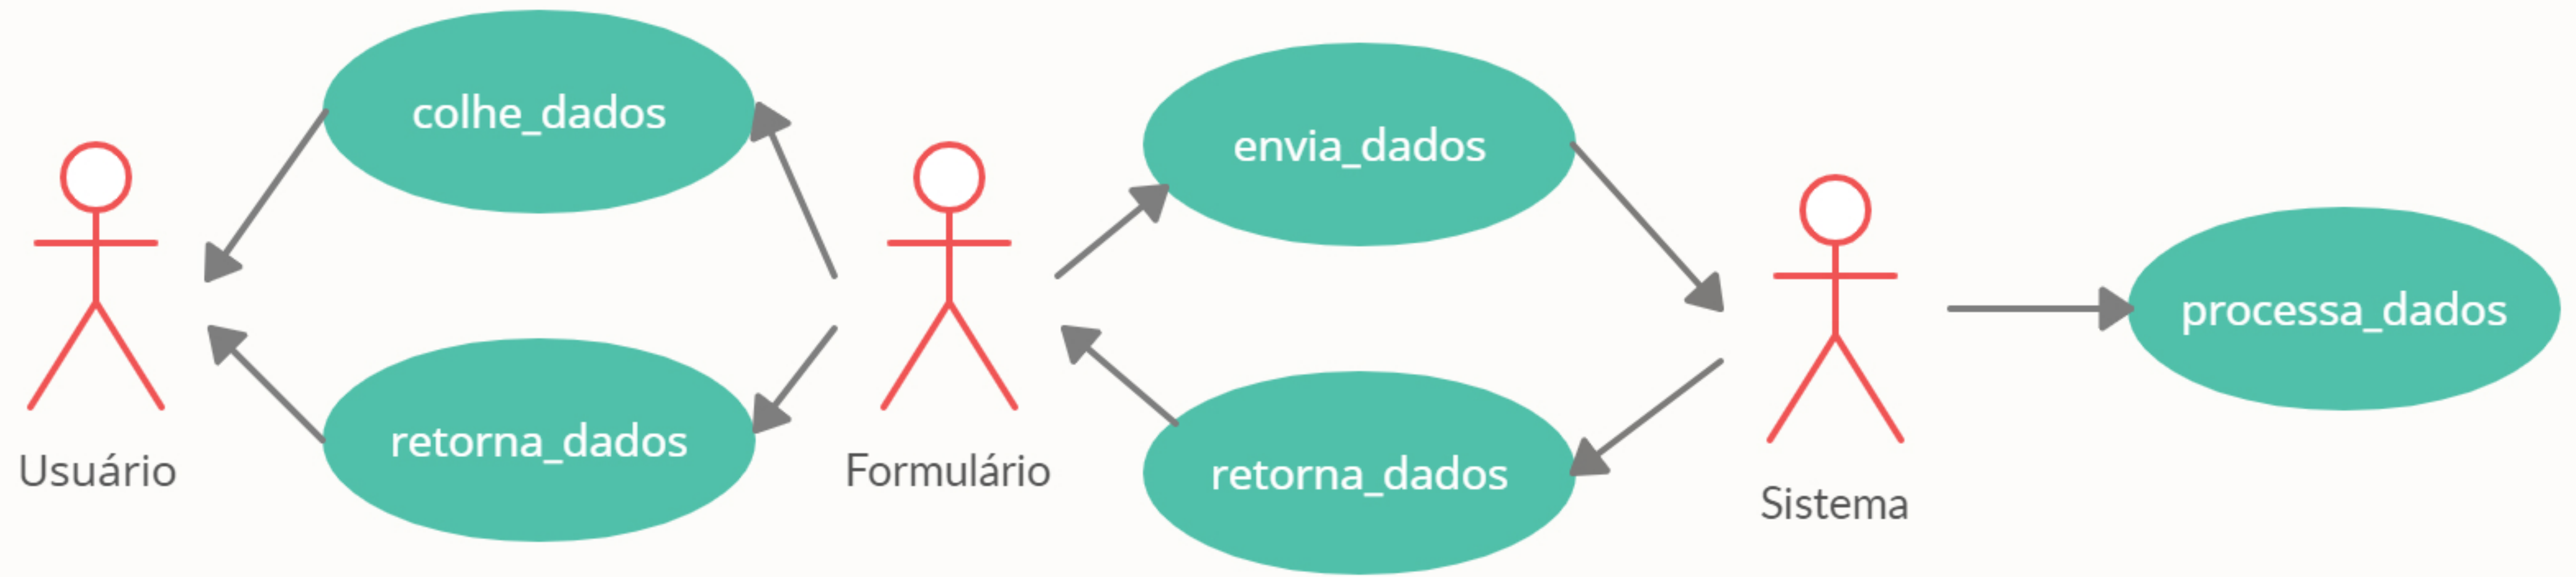 colhe_dados
envia_dados
processa_dados
retorna_dados
retorna_dados
Usuário
Formulário
Sistema